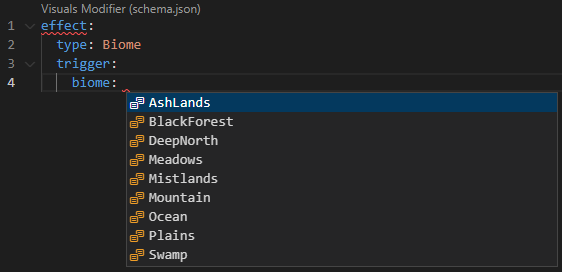 Visuals Modifier (schema.json)
1 effect:
2 type: Biome
3 trigger:
4 biome:
AshLands
BlackForest
DeepNorth
Meadows
Mistlands
Mountain
Ocean
Plains
Swamp